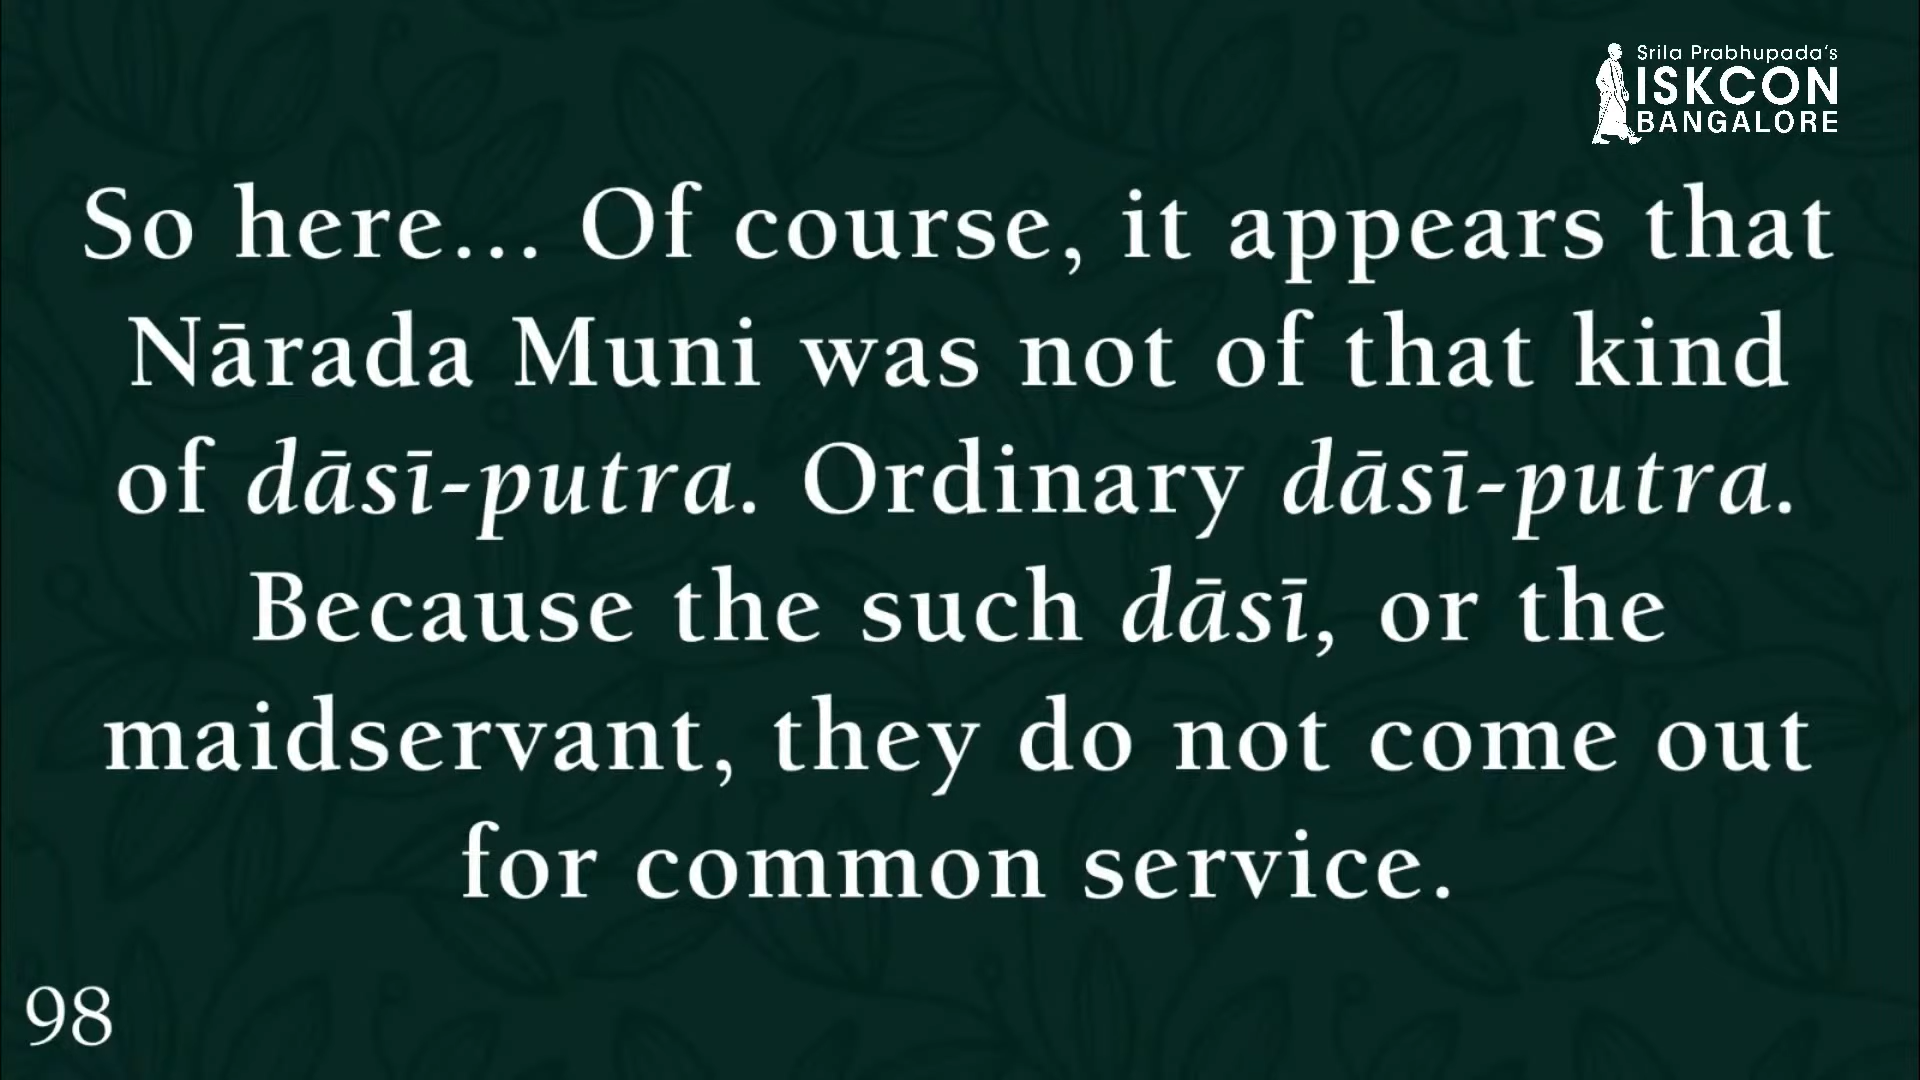 Srila Prabhupada's
ISKCON
BANGALORE
So here... Of course, it appears that
Nārada Muni was not of that kind
of dāsī-putra. Ordinary dāsī-putra.
Because the such dāsī, or the
maidservant, they do not come out
for common service.
98